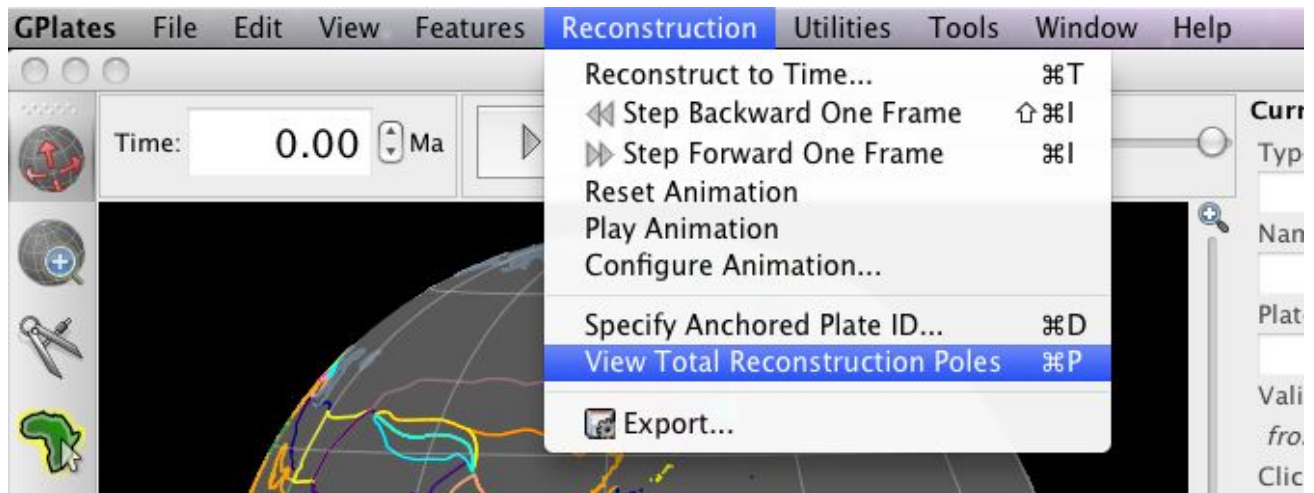 GPlates File Edit View Features Reconstruction Utilities Tools Window Help
Reconstruct to Time... ⌘T
Step Backward One Frame ⇧⌘I
Step Forward One Frame ⌘I
Reset Animation
Play Animation
Configure Animation...
Specify Anchored Plate ID... ⌘D
View Total Reconstruction Poles ⌘P
Export...
Time: 0.00 Ma